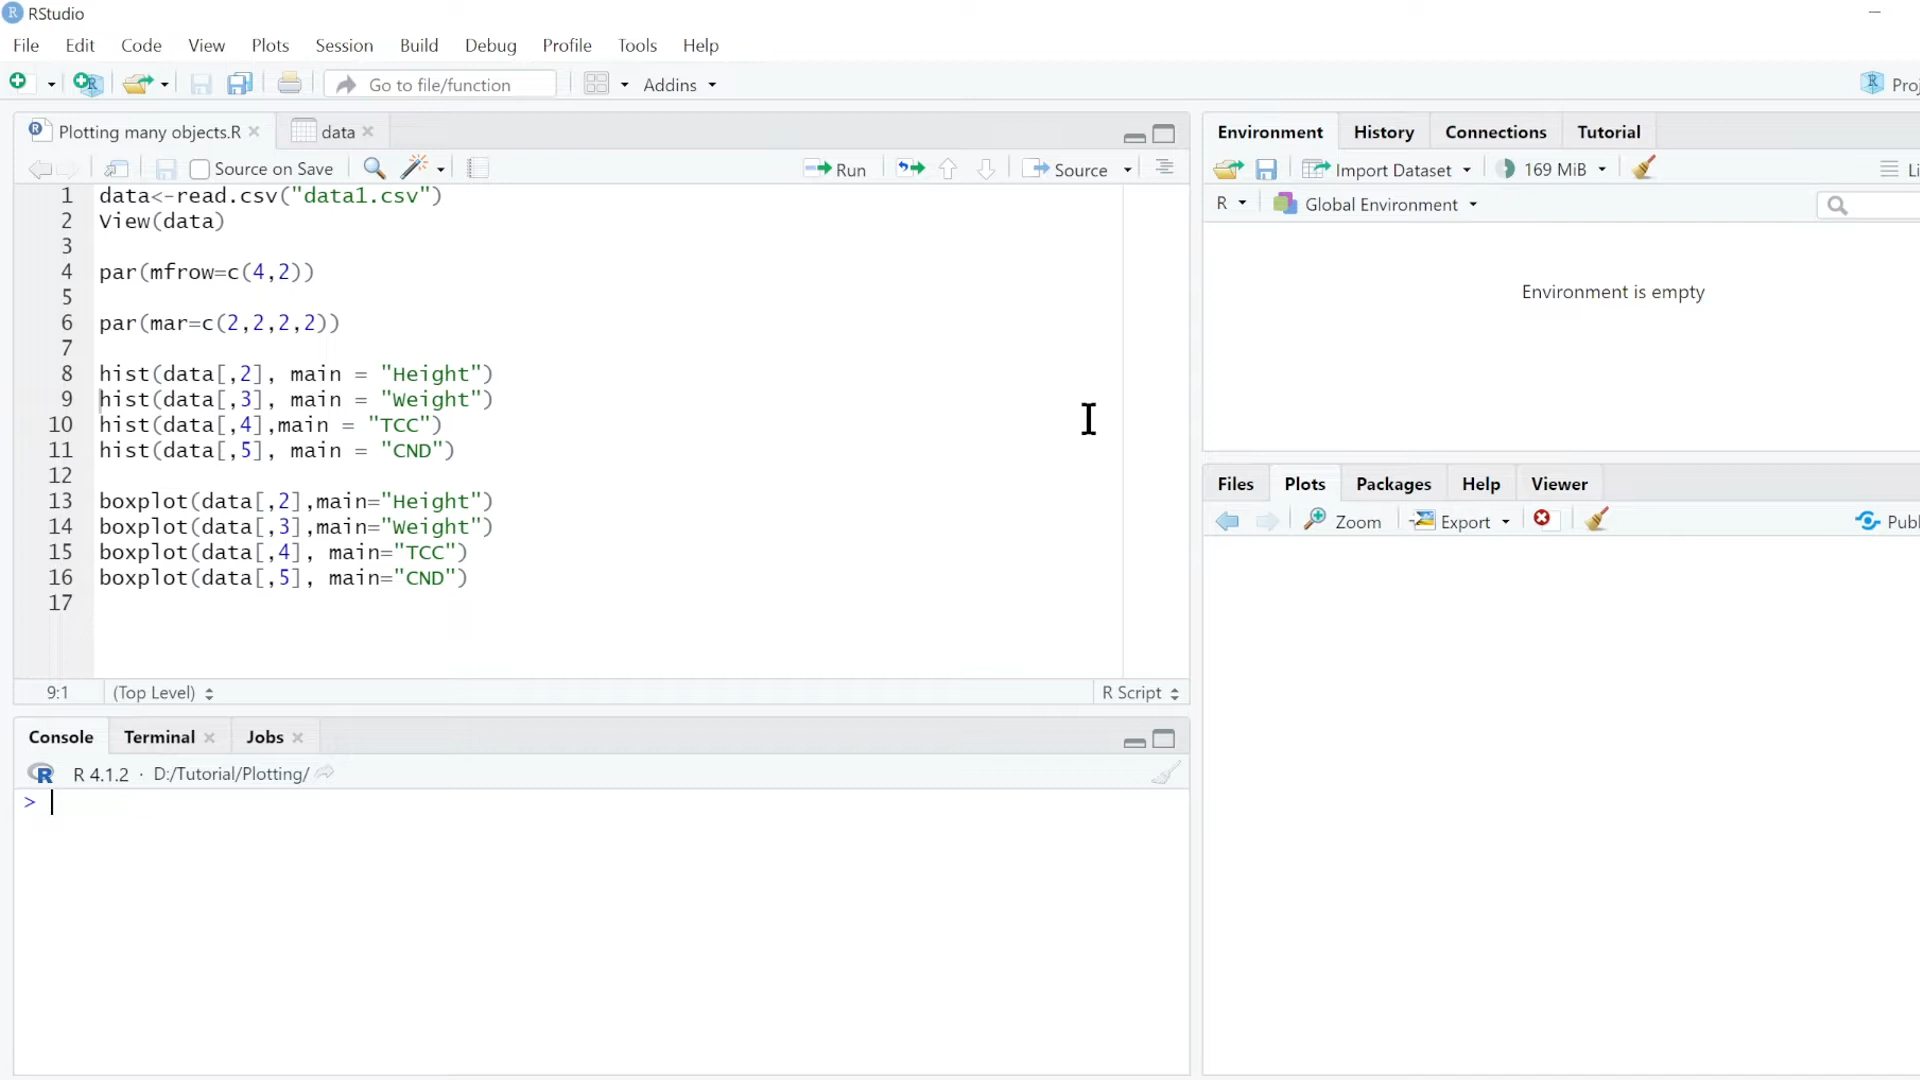 RStudio
File Edit Code View Plots Session Build Debug Profile Tools Help
Go to file/function Addins Proj
Plotting many objects.R data
Source on Save Run Source
1 data<-read.csv("data1.csv")
2 View(data)
3
4 par(mfrow=c(4,2))
5
6 par(mar=c(2,2,2,2))
7
8 hist(data[,2], main = "Height")
9 hist(data[,3], main = "Weight")
10 hist(data[,4],main = "TCC")
11 hist(data[,5], main = "CND")
12
13 boxplot(data[,2],main="Height")
14 boxplot(data[,3],main="Weight")
15 boxplot(data[,4], main="TCC")
16 boxplot(data[,5], main="CND")
17
9:1 (Top Level) R Script
Console Terminal Jobs
R 4.1.2 · D:/Tutorial/Plotting/
>
Environment History Connections Tutorial
Import Dataset 169 MiB Li
R Global Environment
Environment is empty
Files Plots Packages Help Viewer
Zoom Export Publ